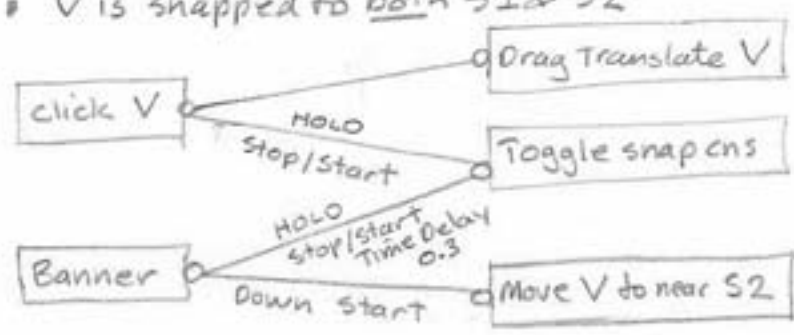 V is snapped to both S1 & S2
Drag Translate V
click V
HOLD
Stop/Start
Toggle snap cns
HOLD
Stop/Start
Time Delay
0.3
Banner
Down Start
Move V to near S2